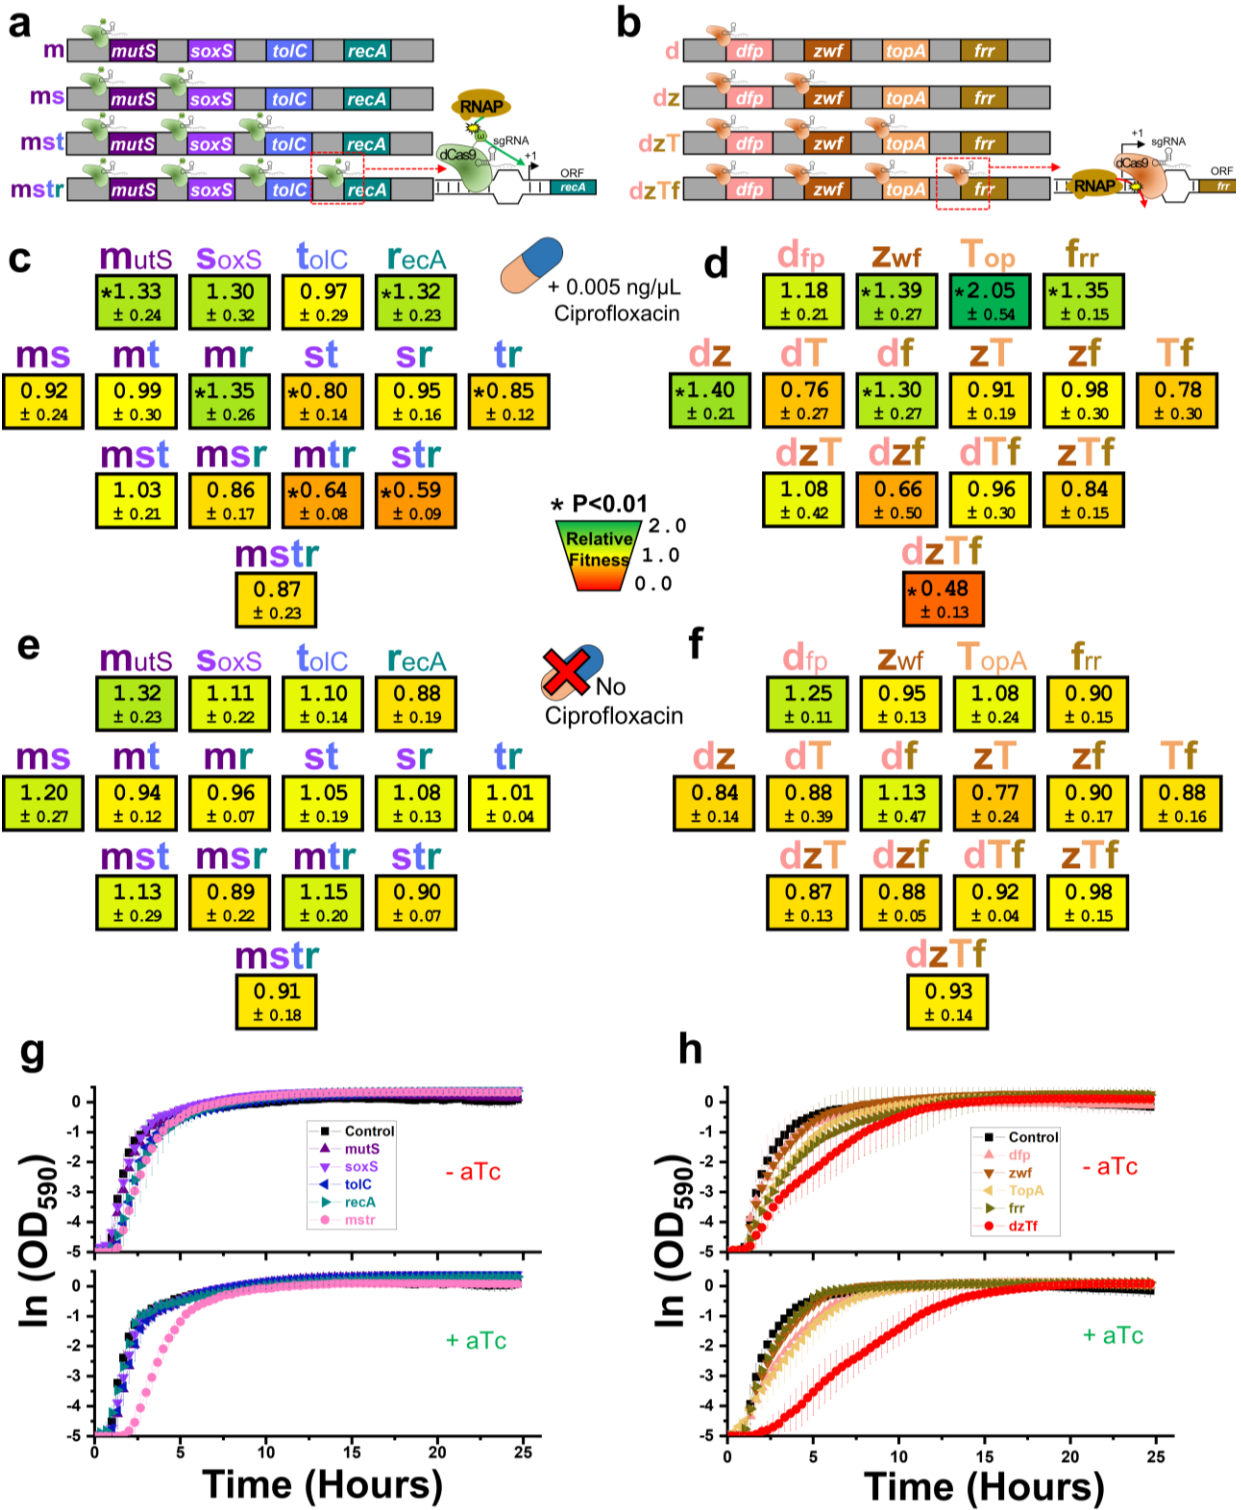 a
m
mutS soxS tolC recA
ms
mutS soxS tolC recA
RNAP
mst
mutS soxS tolC recA
sgRNA
dCas9
+1
mstr
mutS soxS tolC recA
ORF
recA
b
d
dfp zwf topA frr
dz
dfp zwf topA frr
dzT
dfp zwf topA frr
+1
sgRNA
dCas9
dzTf
dfp zwf topA frr
RNAP
ORF
frr
c
mutS soxS tolC recA
*1.33 1.30 0.97 *1.32
± 0.24 ± 0.32 ± 0.29 ± 0.23
+ 0.005 ng/µL
Ciprofloxacin
ms mt mr st sr tr
0.92 0.99 *1.35 *0.80 0.95 *0.85
± 0.24 ± 0.30 ± 0.26 ± 0.14 ± 0.16 ± 0.12
mst msr mtr str
1.03 0.86 *0.64 *0.59
± 0.21 ± 0.17 ± 0.08 ± 0.09
mstr
0.87
± 0.23
* P<0.01
Relative
Fitness
2.0
1.0
0.0
d
dfp zwf Top frr
1.18 *1.39 *2.05 *1.35
± 0.21 ± 0.27 ± 0.54 ± 0.15
dz dT df zT zf Tf
*1.40 0.76 *1.30 0.91 0.98 0.78
± 0.21 ± 0.27 ± 0.27 ± 0.19 ± 0.30 ± 0.30
dzT dzf dTf zTf
1.08 0.66 0.96 0.84
± 0.42 ± 0.50 ± 0.30 ± 0.15
dzTf
*0.48
± 0.13
e
mutS soxS tolC recA
1.32 1.11 1.10 0.88
± 0.23 ± 0.22 ± 0.14 ± 0.19
No
Ciprofloxacin
ms mt mr st sr tr
1.20 0.94 0.96 1.05 1.08 1.01
± 0.27 ± 0.12 ± 0.07 ± 0.19 ± 0.13 ± 0.04
mst msr mtr str
1.13 0.89 1.15 0.90
± 0.29 ± 0.22 ± 0.20 ± 0.07
mstr
0.91
± 0.18
f
dfp zwf TopA frr
1.25 0.95 1.08 0.90
± 0.11 ± 0.13 ± 0.24 ± 0.15
dz dT df zT zf Tf
0.84 0.88 1.13 0.77 0.90 0.88
± 0.14 ± 0.39 ± 0.47 ± 0.24 ± 0.17 ± 0.16
dzT dzf dTf zTf
0.87 0.88 0.92 0.98
± 0.13 ± 0.05 ± 0.04 ± 0.15
dzTf
0.93
± 0.14
g
ln (OD590)
0
-1
-2
-3
-4
-5
Control
mutS
soxS
tolC
recA
mstr
- aTc
0
-1
-2
-3
-4
-5
+ aTc
0 5 10 15 20 25
Time (Hours)
h
ln (OD590)
0
-1
-2
-3
-4
-5
Control
dfp
zwf
TopA
frr
dzTf
- aTc
0
-1
-2
-3
-4
-5
+ aTc
0 5 10 15 20 25
Time (Hours)